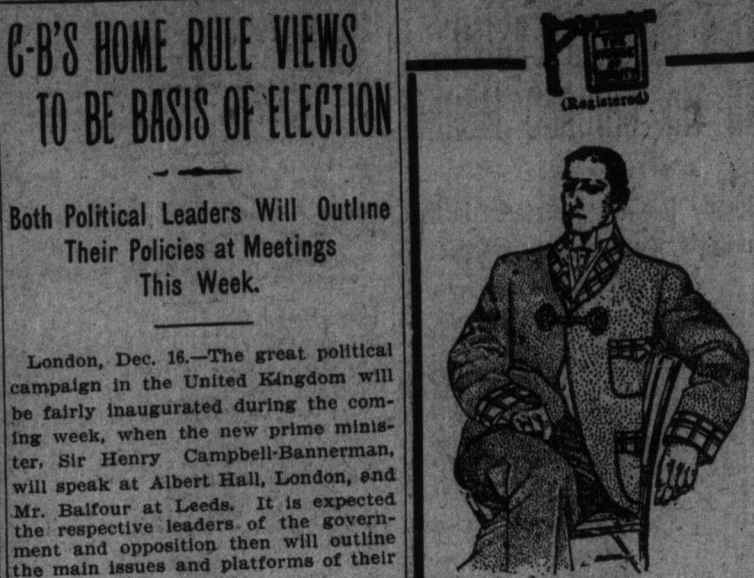 C-B'S HOME RULE VIEWS
TO BE BASIS OF ELECTION
Both Political Leaders Will Outline
Their Policies at Meetings
This Week.
London, Dec. 16.—The great political
campaign in the United Kingdom will
be fairly inaugurated during the com-
ing week, when the new prime minis-
ter, Sir Henry Campbell-Bannerman,
will speak at Albert Hall, London, and
Mr. Balfour at Leeds. It is expected
the respective leaders of the govern-
ment and opposition then will outline
the main issues and platforms of their
(Registered)